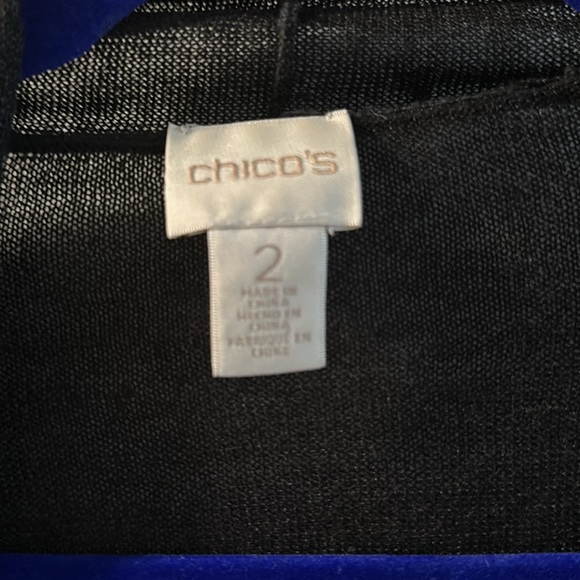 chico's
2
MADE IN
CHINA
HECHO EN
CHINA
FABRIQUE EN
CHINE